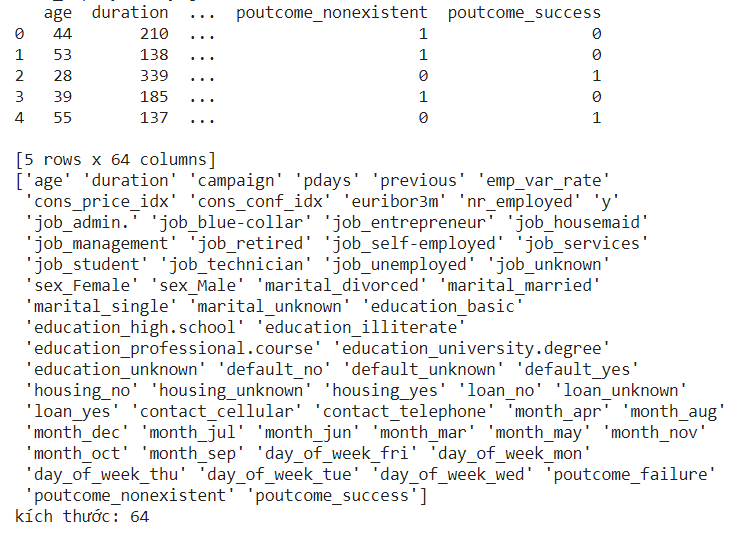 age duration ... poutcome_nonexistent poutcome_success
0 44 210 ... 1 0
1 53 138 ... 1 0
2 28 339 ... 0 1
3 39 185 ... 1 0
4 55 137 ... 0 1
[5 rows x 64 columns]
['age' 'duration' 'campaign' 'pdays' 'previous' 'emp_var_rate'
'cons_price_idx' 'cons_conf_idx' 'euribor3m' 'nr_employed' 'y'
'job_admin.' 'job_blue-collar' 'job_entrepreneur' 'job_housemaid'
'job_management' 'job_retired' 'job_self-employed' 'job_services'
'job_student' 'job_technician' 'job_unemployed' 'job_unknown'
'sex_Female' 'sex_Male' 'marital_divorced' 'marital_married'
'marital_single' 'marital_unknown' 'education_basic'
'education_high.school' 'education_illiterate'
'education_professional.course' 'education_university.degree'
'education_unknown' 'default_no' 'default_unknown' 'default_yes'
'housing_no' 'housing_unknown' 'housing_yes' 'loan_no' 'loan_unknown'
'loan_yes' 'contact_cellular' 'contact_telephone' 'month_apr' 'month_aug'
'month_dec' 'month_jul' 'month_jun' 'month_mar' 'month_may' 'month_nov'
'month_oct' 'month_sep' 'day_of_week_fri' 'day_of_week_mon'
'day_of_week_thu' 'day_of_week_tue' 'day_of_week_wed' 'poutcome_failure'
'poutcome_nonexistent' 'poutcome_success']
kích thước: 64